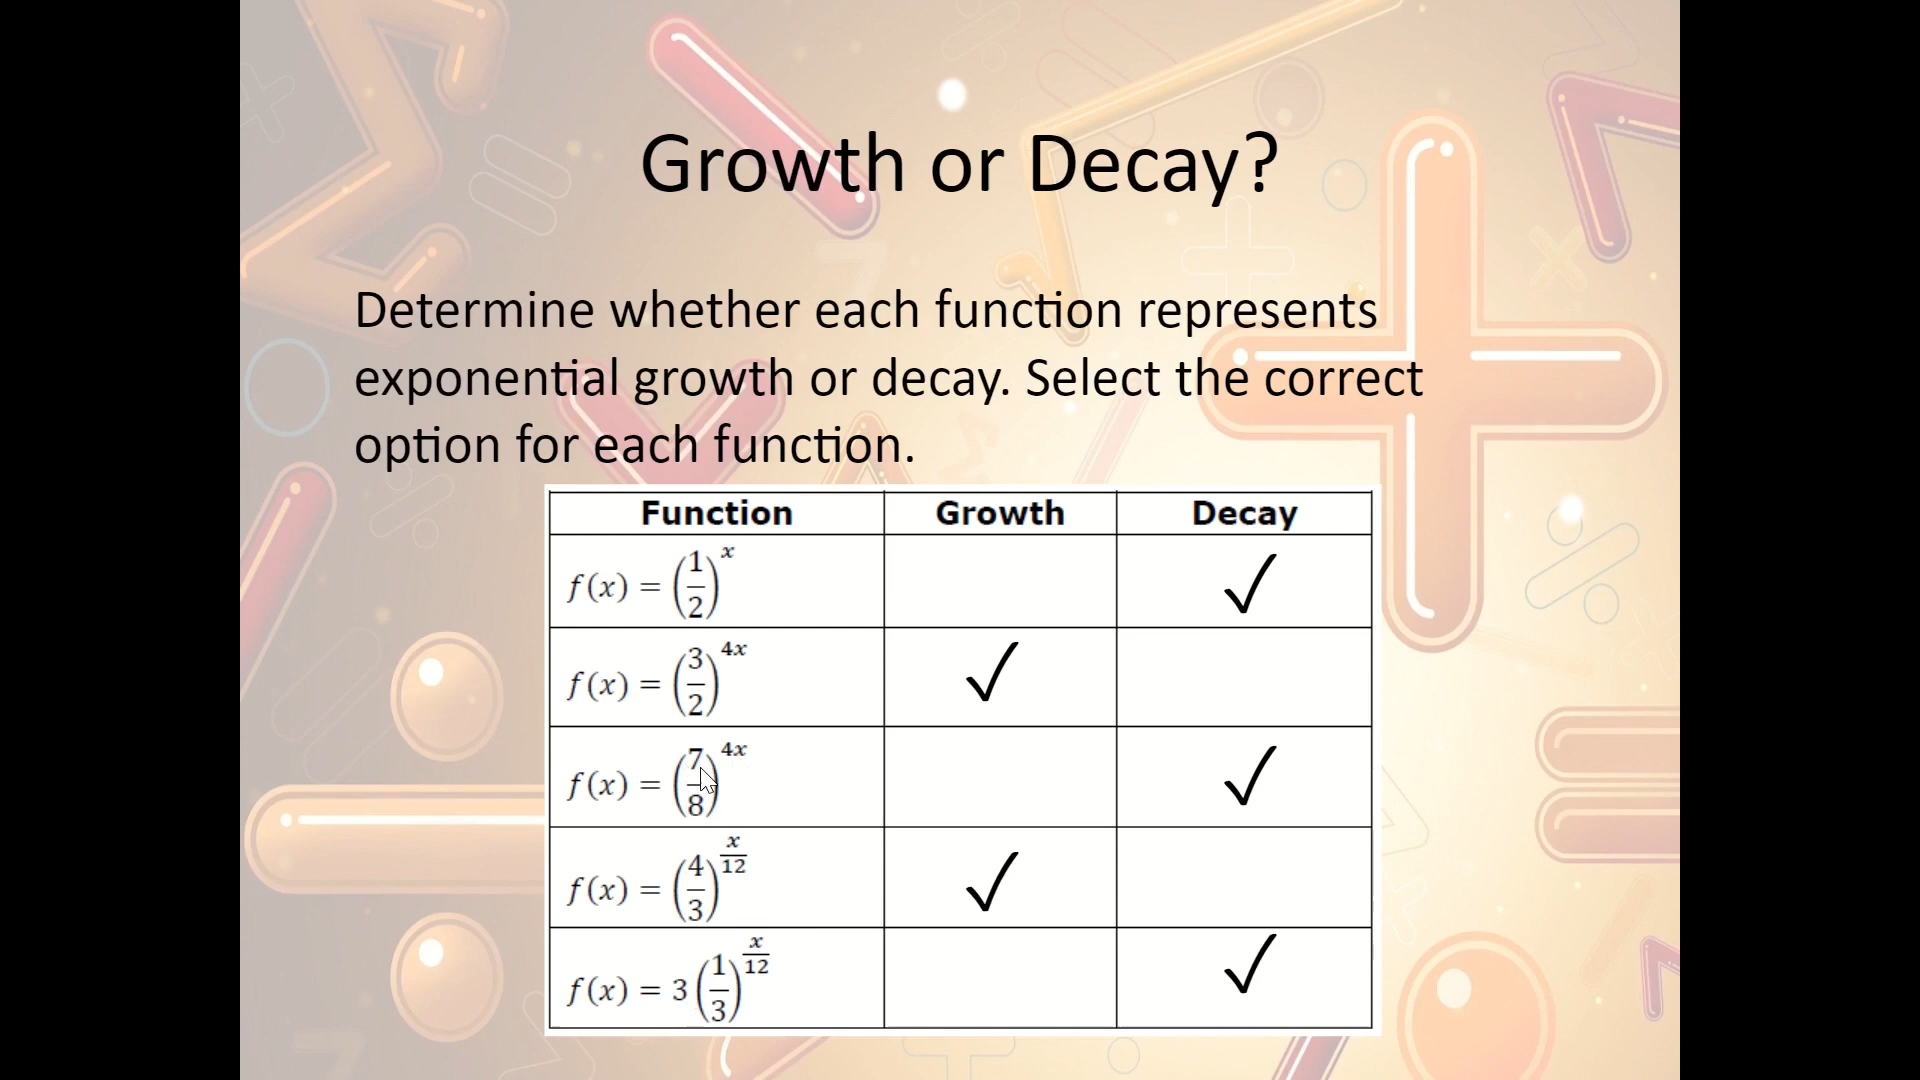 Growth or Decay?
Determine whether each function represents
exponential growth or decay. Select the correct
option for each function.
Function Growth Decay
f(x) = (1/2)^x ✓
f(x) = (3/2)^{4x} ✓
f(x) = (7/8)^{4x} ✓
f(x) = (4/3)^{x/12} ✓
f(x) = 3(1/3)^{x/12} ✓